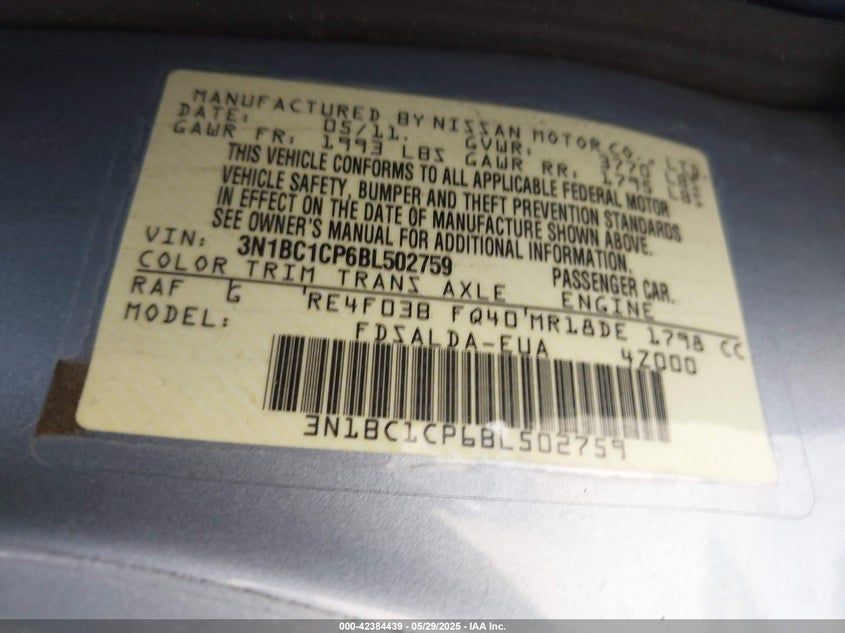 MANUFACTURED BY NISSAN MOTOR CO., LTD.
DATE: 05/11. GVWR: 3770 LBS
GAWR FR: 1993 LBS GAWR RR: 1795 LBS
THIS VEHICLE CONFORMS TO ALL APPLICABLE FEDERAL MOTOR
VEHICLE SAFETY, BUMPER AND THEFT PREVENTION STANDARDS
IN EFFECT ON THE DATE OF MANUFACTURE SHOWN ABOVE.
SEE OWNER'S MANUAL FOR ADDITIONAL INFORMATION.
VIN: 3N1BC1CP6BL502759 PASSENGER CAR.
COLOR TRIM TRANS AXLE ENGINE
RAF G RE4F03B FQ40 MR18DE 1798 CC
MODEL: FDSALDA-EUA 4Z000
3N1BC1CP6BL502759
000-42384439 | 05/29/2025 - IAA Inc.